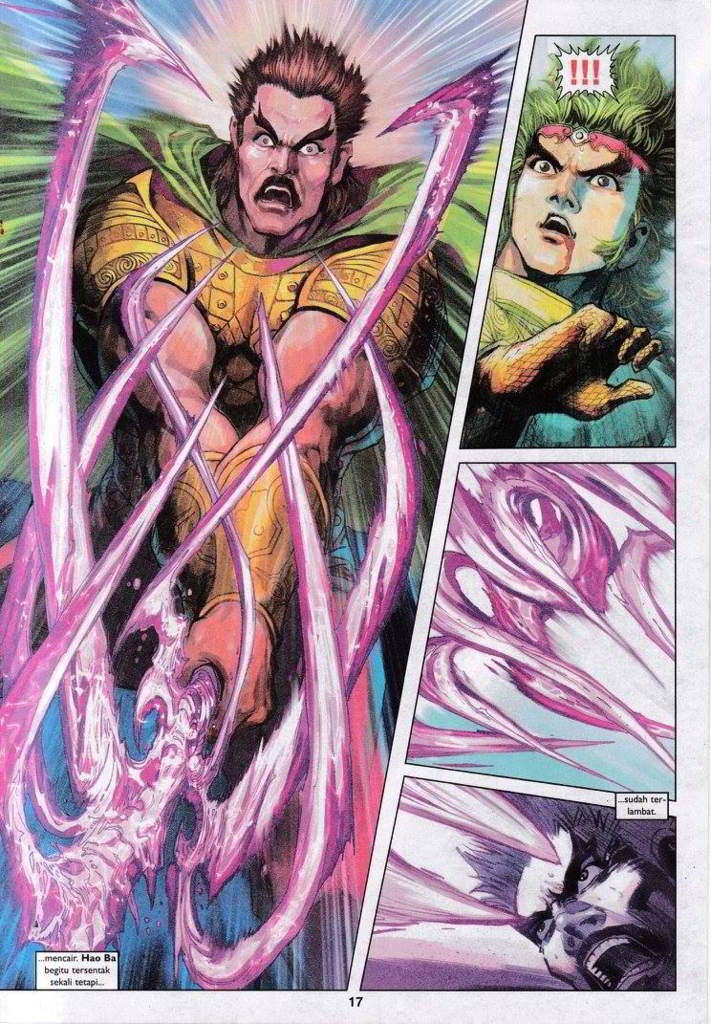 !!!
...mencair. Hao Ba
begitu tersentak
sekali tetapi...
...sudah ter-
lambat.
17